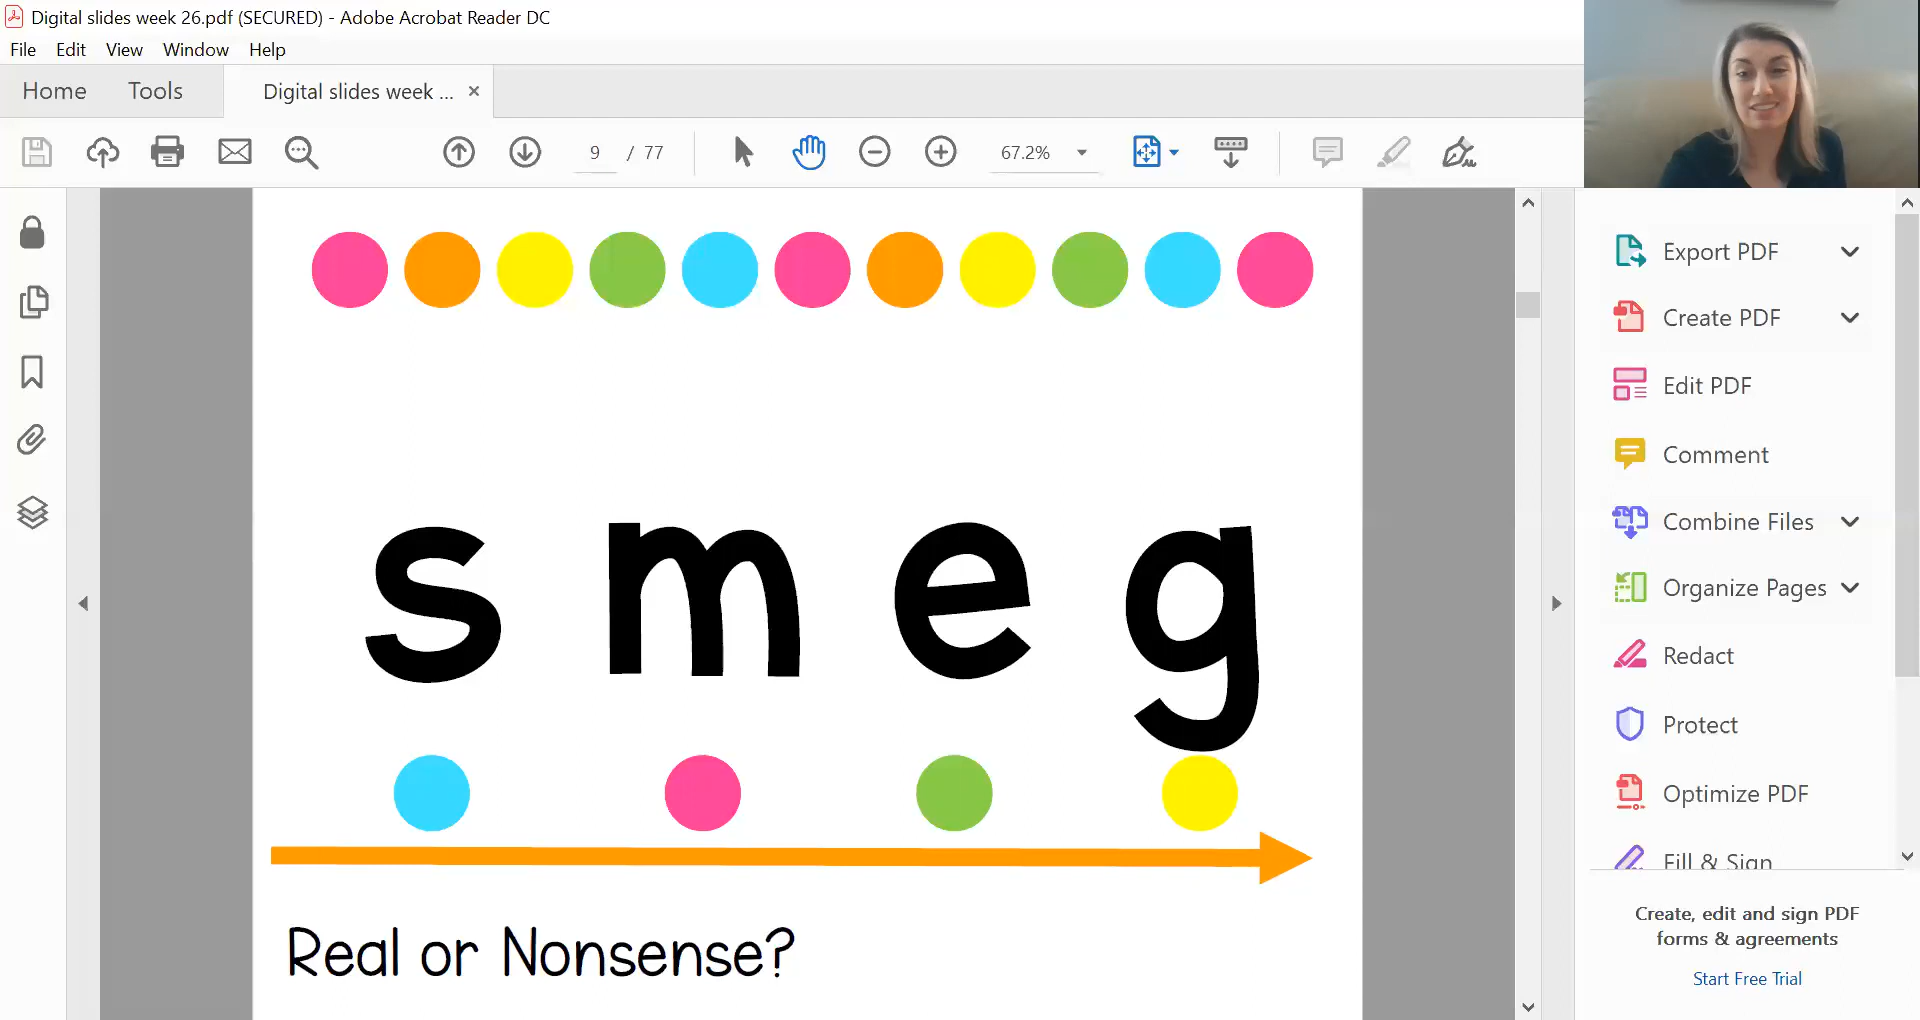 Digital slides week 26.pdf (SECURED) - Adobe Acrobat Reader DC
File Edit View Window Help
Home Tools Digital slides week ... ×
9 / 77 67.2%
Export PDF
Create PDF
Edit PDF
Comment
Combine Files
Organize Pages
Redact
Protect
Optimize PDF
Fill & Sign
Create, edit and sign PDF
forms & agreements
Start Free Trial
smeg
Real or Nonsense?